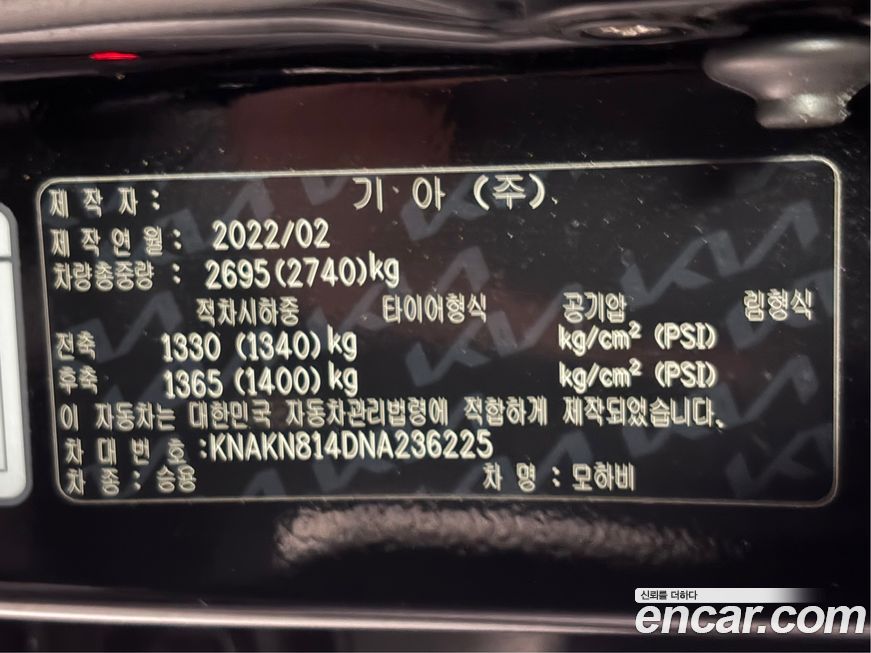 제 작 자 : 기 아 (주)
제 작 연 월 : 2022/02
차량총중량 : 2695(2740)kg
적차시하중 타이어형식 공기압 림형식
전축 1330 (1340) kg kg/cm² (PSI)
후축 1365 (1400) kg kg/cm² (PSI)
이 자동차는 대한민국 자동차관리법령에 적합하게 제작되었습니다.
차 대 번 호 : KNAKN814DNA236225
차 종 : 승용 차 명 : 모하비
신뢰를 더하다
encar.com